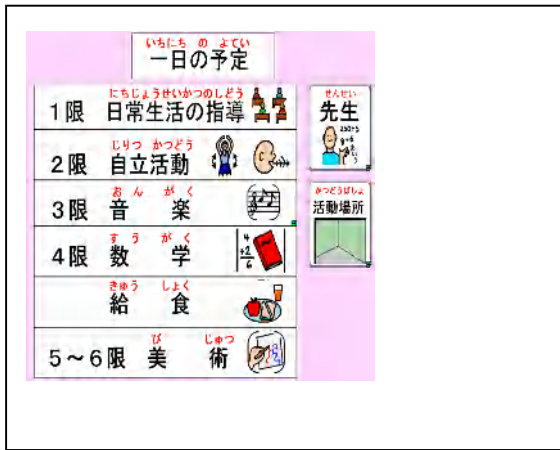 いちにち の よてい
一日の予定
にちじょうせいかつのしどう
1限 日常生活の指導
じりつ かつどう
2限 自立活動
おん がく
3限 音 楽
すう がく
4限 数 学
4
+2
6
きゅう しょく
給 食
び じゅつ
5～6限 美 術
せんせい
先生
かつどうばしょ
活動場所